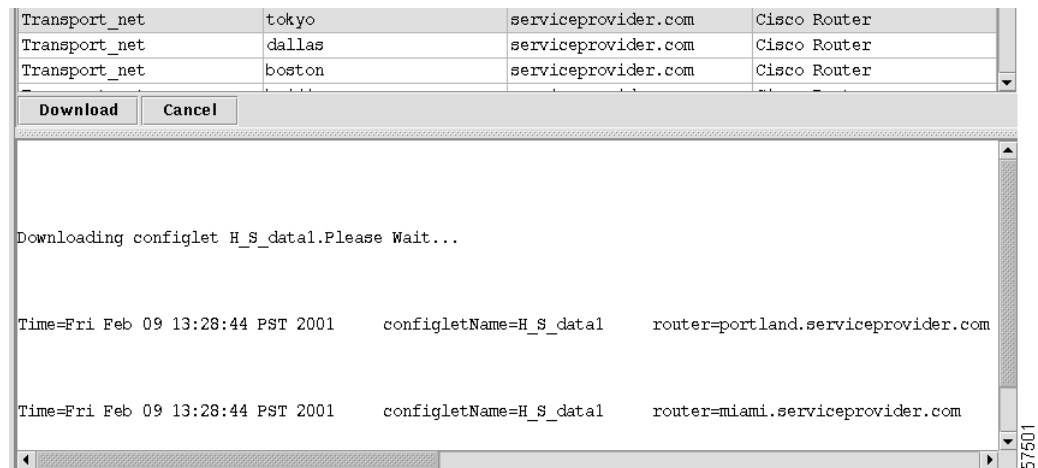 Transport_net tokyo serviceprovider.com Cisco Router
Transport_net dallas serviceprovider.com Cisco Router
Transport_net boston serviceprovider.com Cisco Router
Download Cancel
Downloading configlet H_S_data1.Please Wait...
Time=Fri Feb 09 13:28:44 PST 2001 configletName=H_S_data1 router=portland.serviceprovider.com
Time=Fri Feb 09 13:28:44 PST 2001 configletName=H_S_data1 router=miami.serviceprovider.com
57501